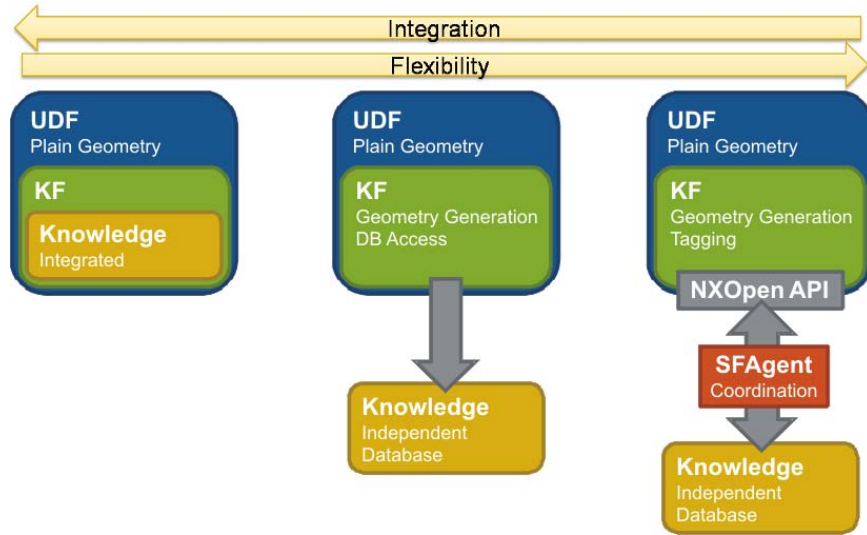 Integration
Flexibility
UDF
Plain Geometry
KF
Knowledge
Integrated
UDF
Plain Geometry
KF
Geometry Generation
DB Access
Knowledge
Independent
Database
UDF
Plain Geometry
KF
Geometry Generation
Tagging
NXOpen API
SFAgent
Coordination
Knowledge
Independent
Database